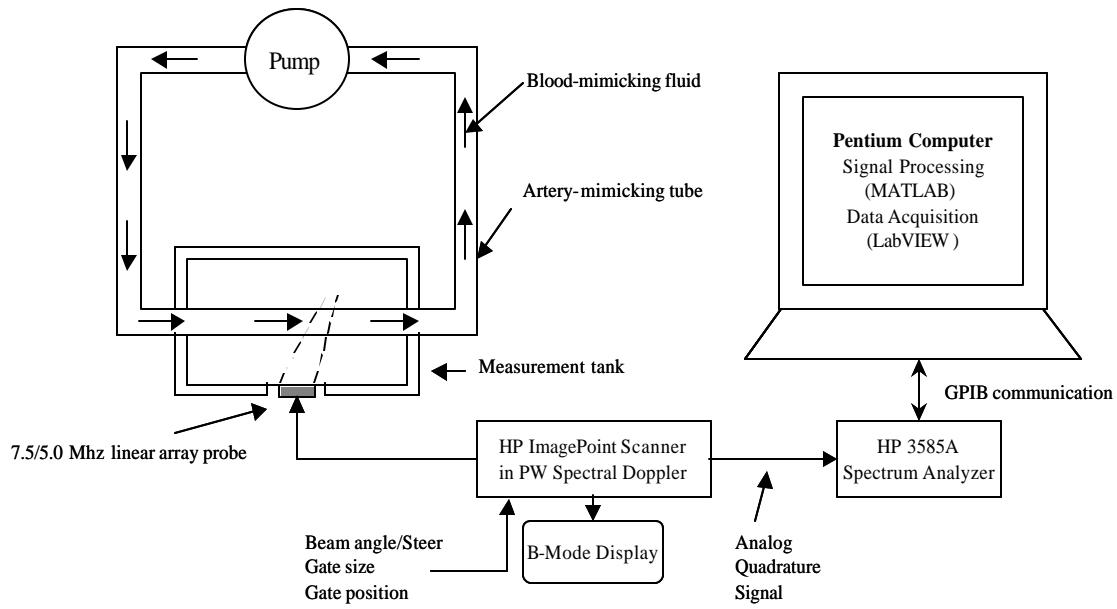 Pump
Blood-mimicking fluid
Artery-mimicking tube
Measurement tank
7.5/5.0 Mhz linear array probe
Pentium Computer
Signal Processing
(MATLAB)
Data Acquisition
(LabVIEW )
GPIB communication
HP ImagePoint Scanner
in PW Spectral Doppler
HP 3585A
Spectrum Analyzer
Beam angle/Steer
Gate size
Gate position
B-Mode Display
Analog
Quadrature
Signal